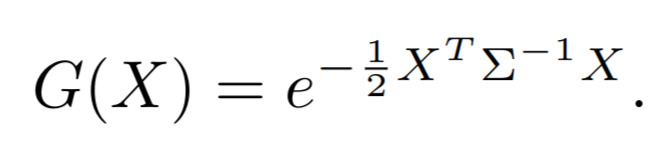 G(X) = e^{-\frac{1}{2} X^T \Sigma^{-1} X}.